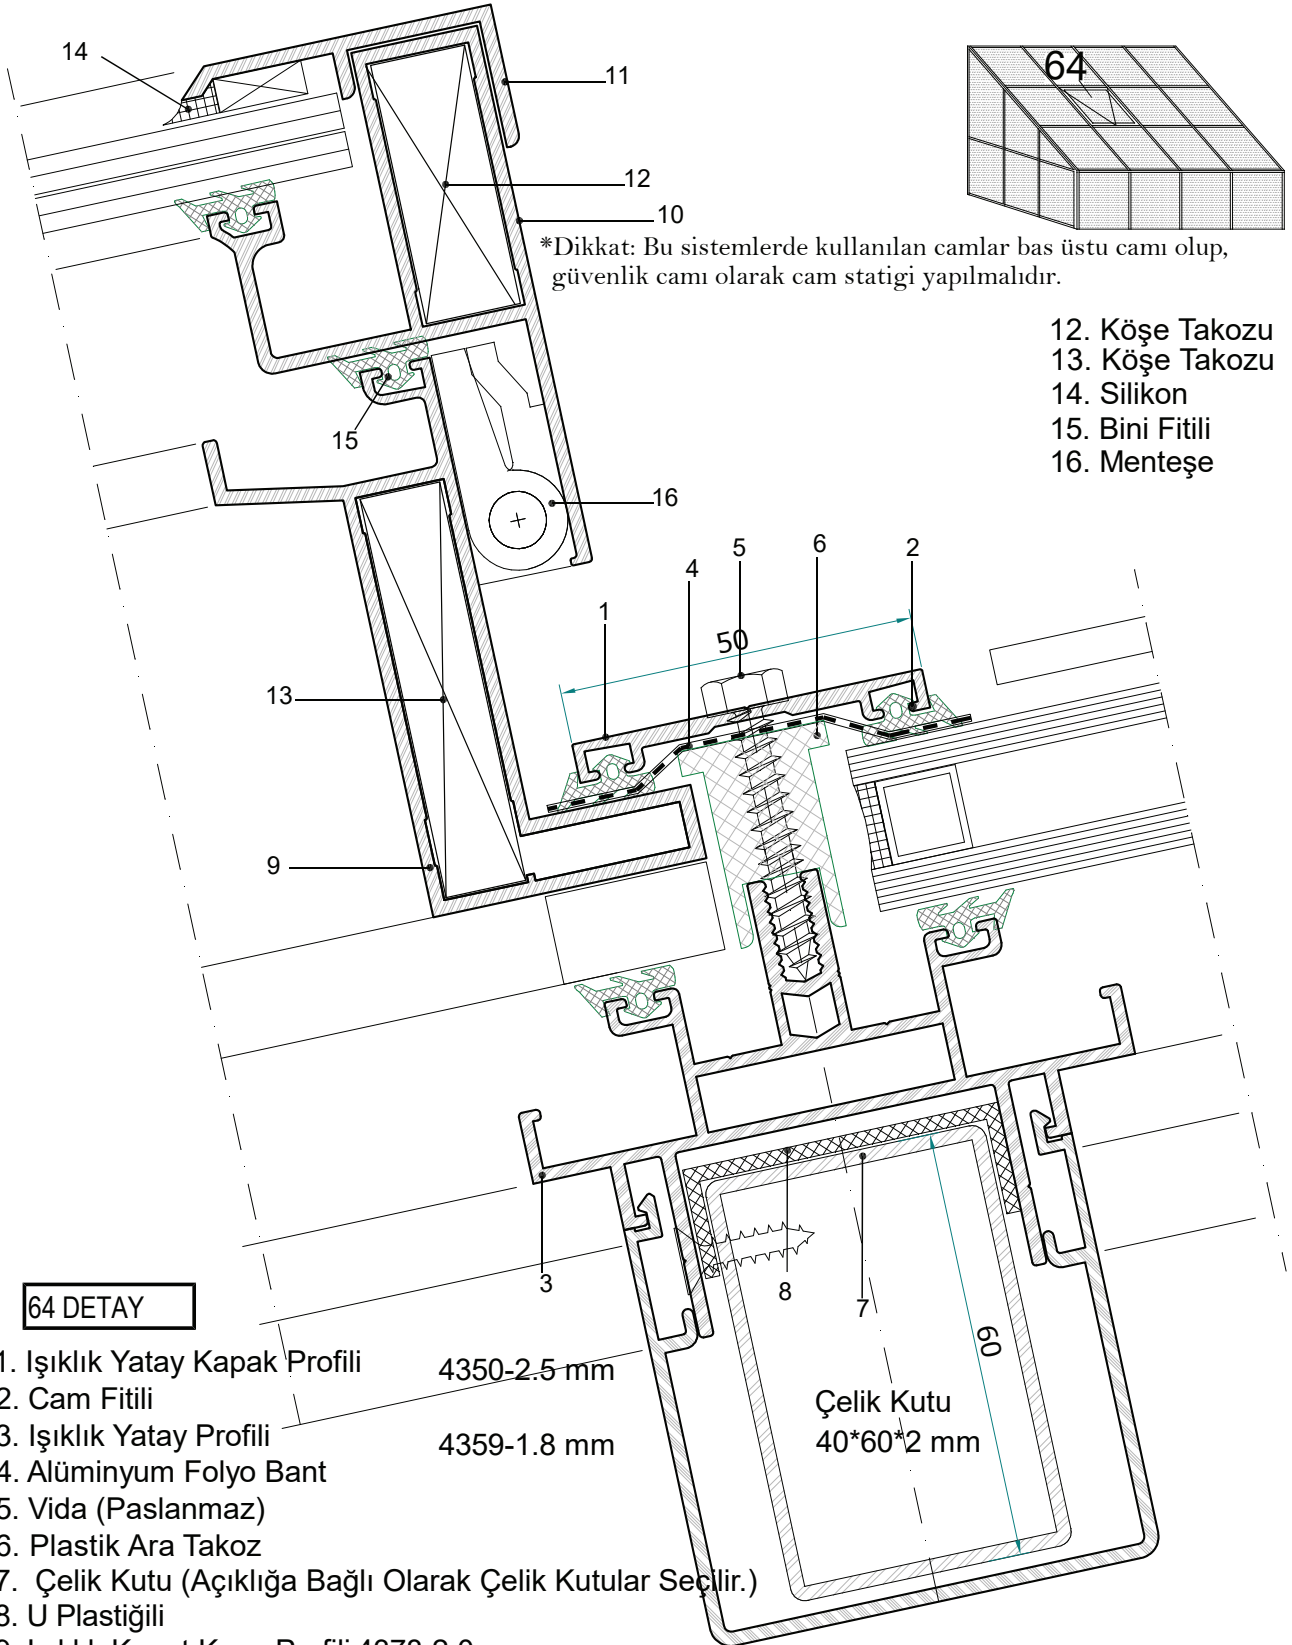 14
11
64
12
10
*Dikkat: Bu sistemlerde kullanılan camlar bas üstu camı olup,
güvenlik camı olarak cam statigi yapılmalıdır.
12. Köşe Takozu
13. Köşe Takozu
14. Silikon
15. Bini Fitili
16. Menteşe
15
16
5
6
2
4
1
50
13
9
3
8
7
60
64 DETAY
1. Işıklık Yatay Kapak Profili 4350-2.5 mm
2. Cam Fitili
3. Işıklık Yatay Profili 4359-1.8 mm
4. Alüminyum Folyo Bant
5. Vida (Paslanmaz)
6. Plastik Ara Takoz
7. Çelik Kutu (Açıklığa Bağlı Olarak Çelik Kutular Seçilir.)
8. U Plastiğili
Çelik Kutu
40*60*2 mm